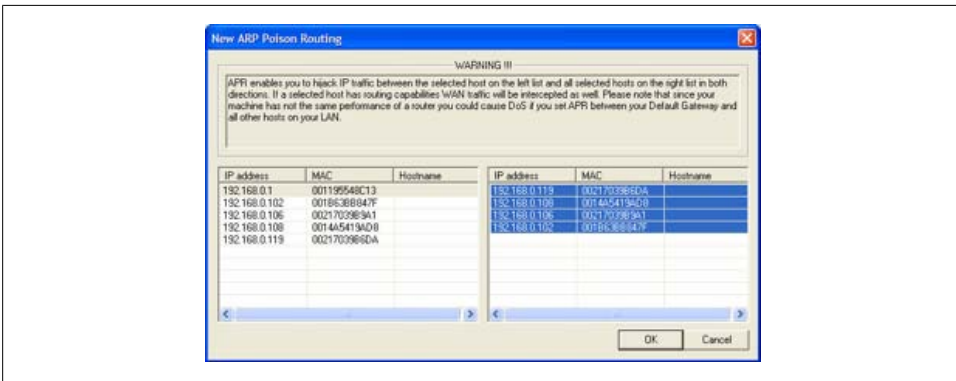 New ARP Poison Routing
WARNING !!!
APR enables you to hijack IP traffic between the selected host on the left list and all selected hosts on the right list in both
directions. If a selected host has routing capabilities WAN traffic will be intercepted as well. Please note that since your
machine has not the same performance of a router you could cause DoS if you set APR between your Default Gateway and
all other hosts on your LAN.
IP address MAC Hostname IP address MAC Hostname
192.168.0.1 001195548C13 192.168.0.119 00217039B6DA
192.168.0.102 001B63BB847F 192.168.0.108 0014A5419AD8
192.168.0.106 00217039B9A1 192.168.0.106 00217039B9A1
192.168.0.108 0014A5419AD8 192.168.0.102 001B63BB847F
192.168.0.119 00217039B6DA
OK Cancel